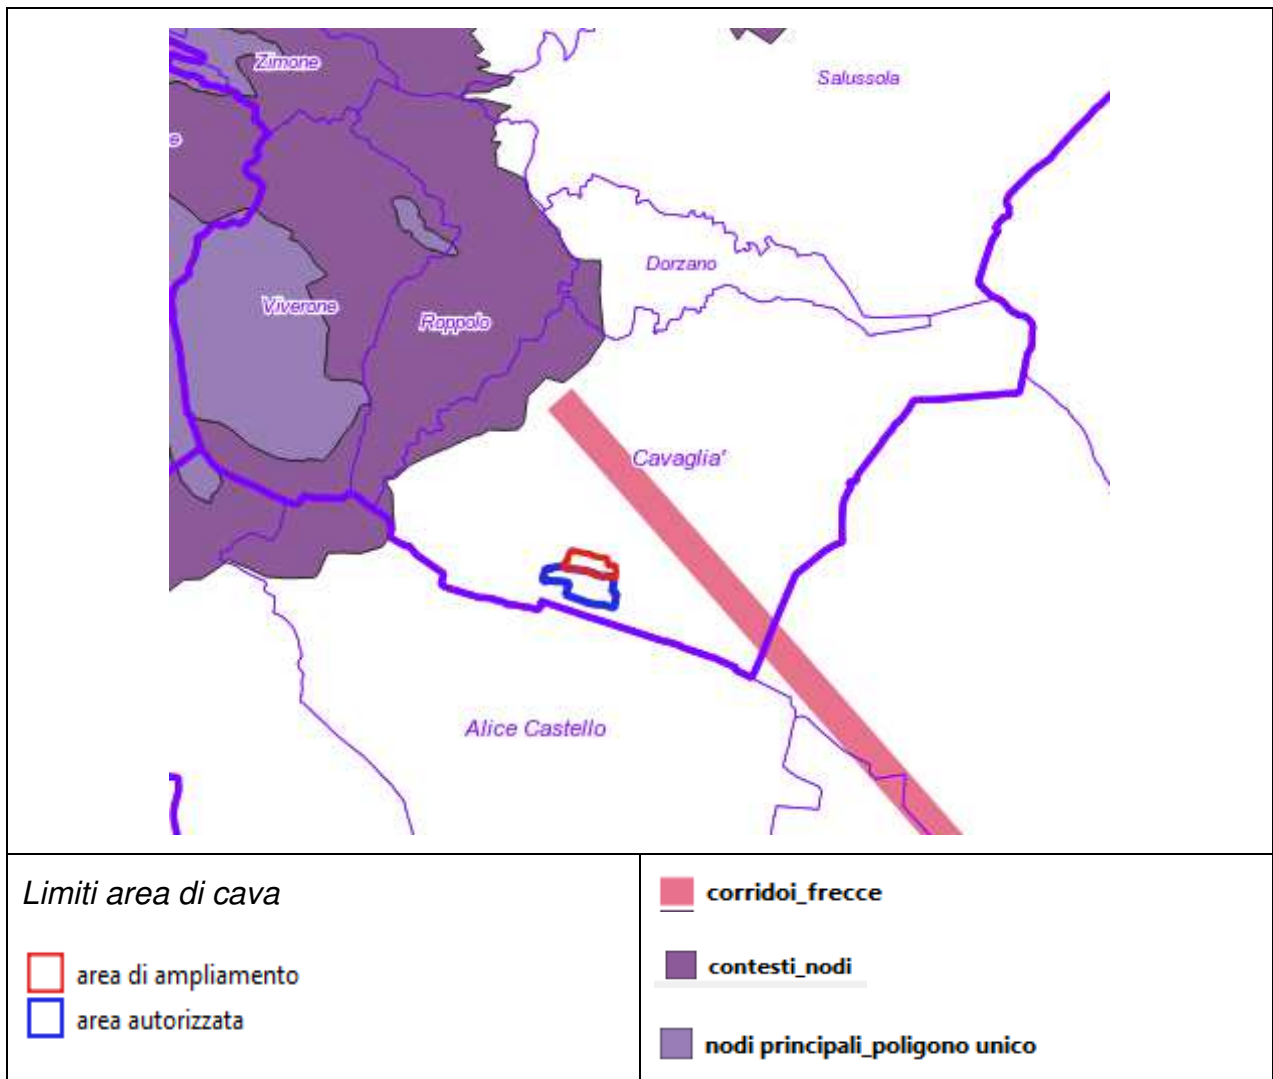 Zimone
Salussola
e
Dorzano
Viverone
Roppolo
Cavaglia'
Alice Castello
Limiti area di cava
area di ampliamento
area autorizzata
corridoi_frecce
contesti_nodi
nodi principali_poligono unico